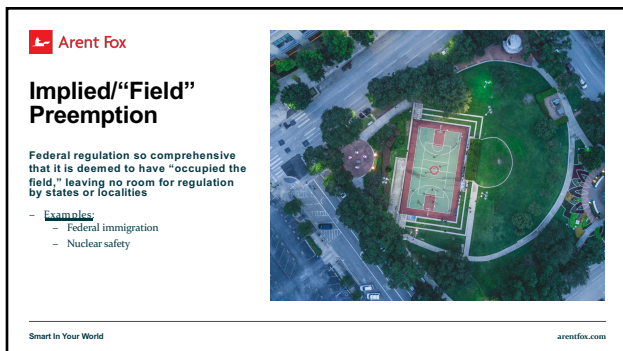 Arent Fox
Implied/“Field”
Preemption
Federal regulation so comprehensive
that it is deemed to have “occupied the
field,” leaving no room for regulation
by states or localities
– Examples:
– Federal immigration
– Nuclear safety
Smart In Your World
arentfox.com